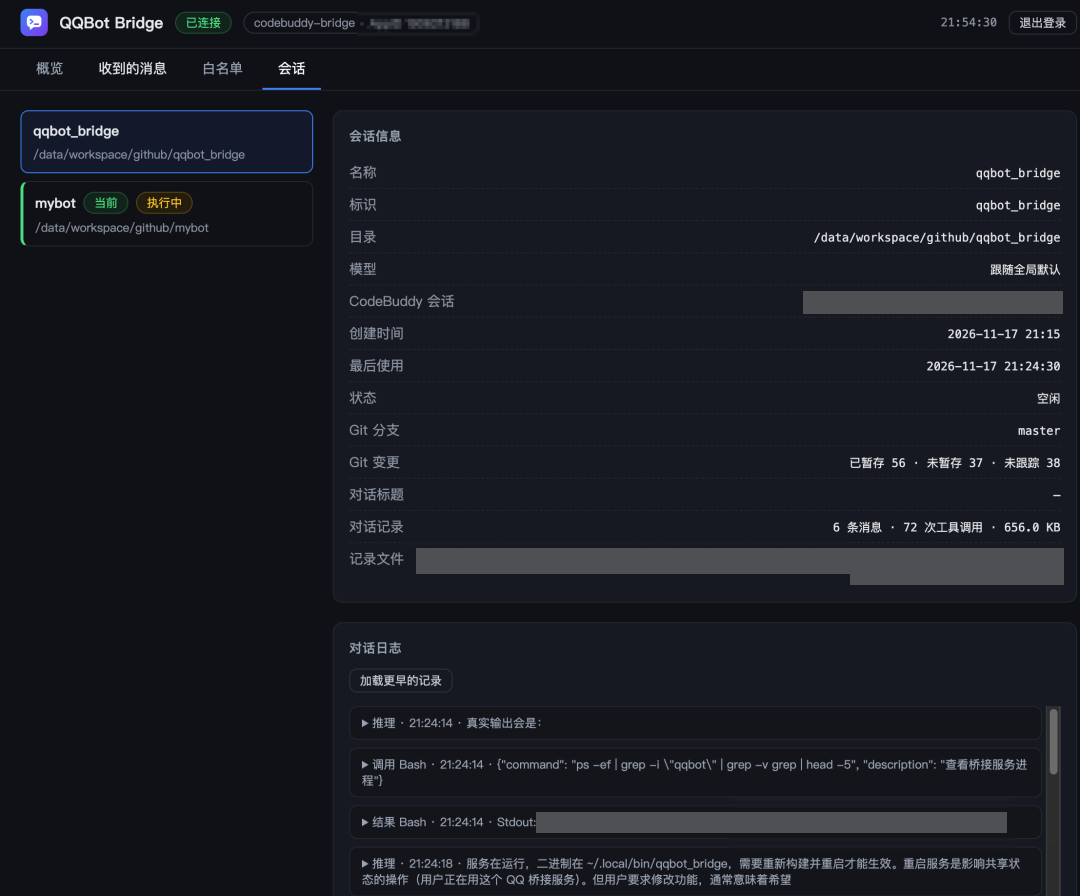 QQBot Bridge 已连接 codebuddy-bridge 21:54:30 退出登录
概览 收到的消息 白名单 会话
qqbot_bridge
/data/workspace/github/qqbot_bridge
mybot 当前 执行中
/data/workspace/github/mybot
会话信息
名称 qqbot_bridge
标识 qqbot_bridge
目录 /data/workspace/github/qqbot_bridge
模型 跟随全局默认
CodeBuddy 会话
创建时间 2026-11-17 21:15
最后使用 2026-11-17 21:24:30
状态 空闲
Git 分支 master
Git 变更 已暂存 56 · 未暂存 37 · 未跟踪 38
对话标题 —
对话记录 6 条消息 · 72 次工具调用 · 656.0 KB
记录文件
对话日志
加载更早的记录
▶ 推理 · 21:24:14 · 真实输出会是:
▶ 调用 Bash · 21:24:14 · {"command": "ps -ef | grep -i \"qqbot\" | grep -v grep | head -5", "description": "查看桥接服务进
程"}
▶ 结果 Bash · 21:24:14 · Stdout:
▶ 推理 · 21:24:18 · 服务在运行，二进制在 ~/.local/bin/qqbot_bridge，需要重新构建并重启才能生效。重启服务是影响共享状
态的操作（用户正在用这个 QQ 桥接服务）。但用户要求修改功能，通常意味着希望